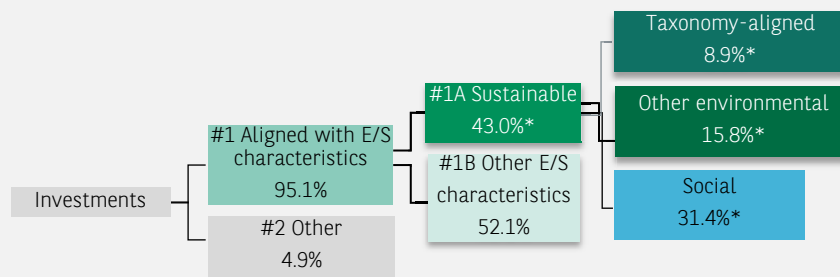 Investments
#1 Aligned with E/S
characteristics
95.1%
#2 Other
4.9%
#1A Sustainable
43.0%*
#1B Other E/S
characteristics
52.1%
Taxonomy-aligned
8.9%*
Other environmental
15.8%*
Social
31.4%*